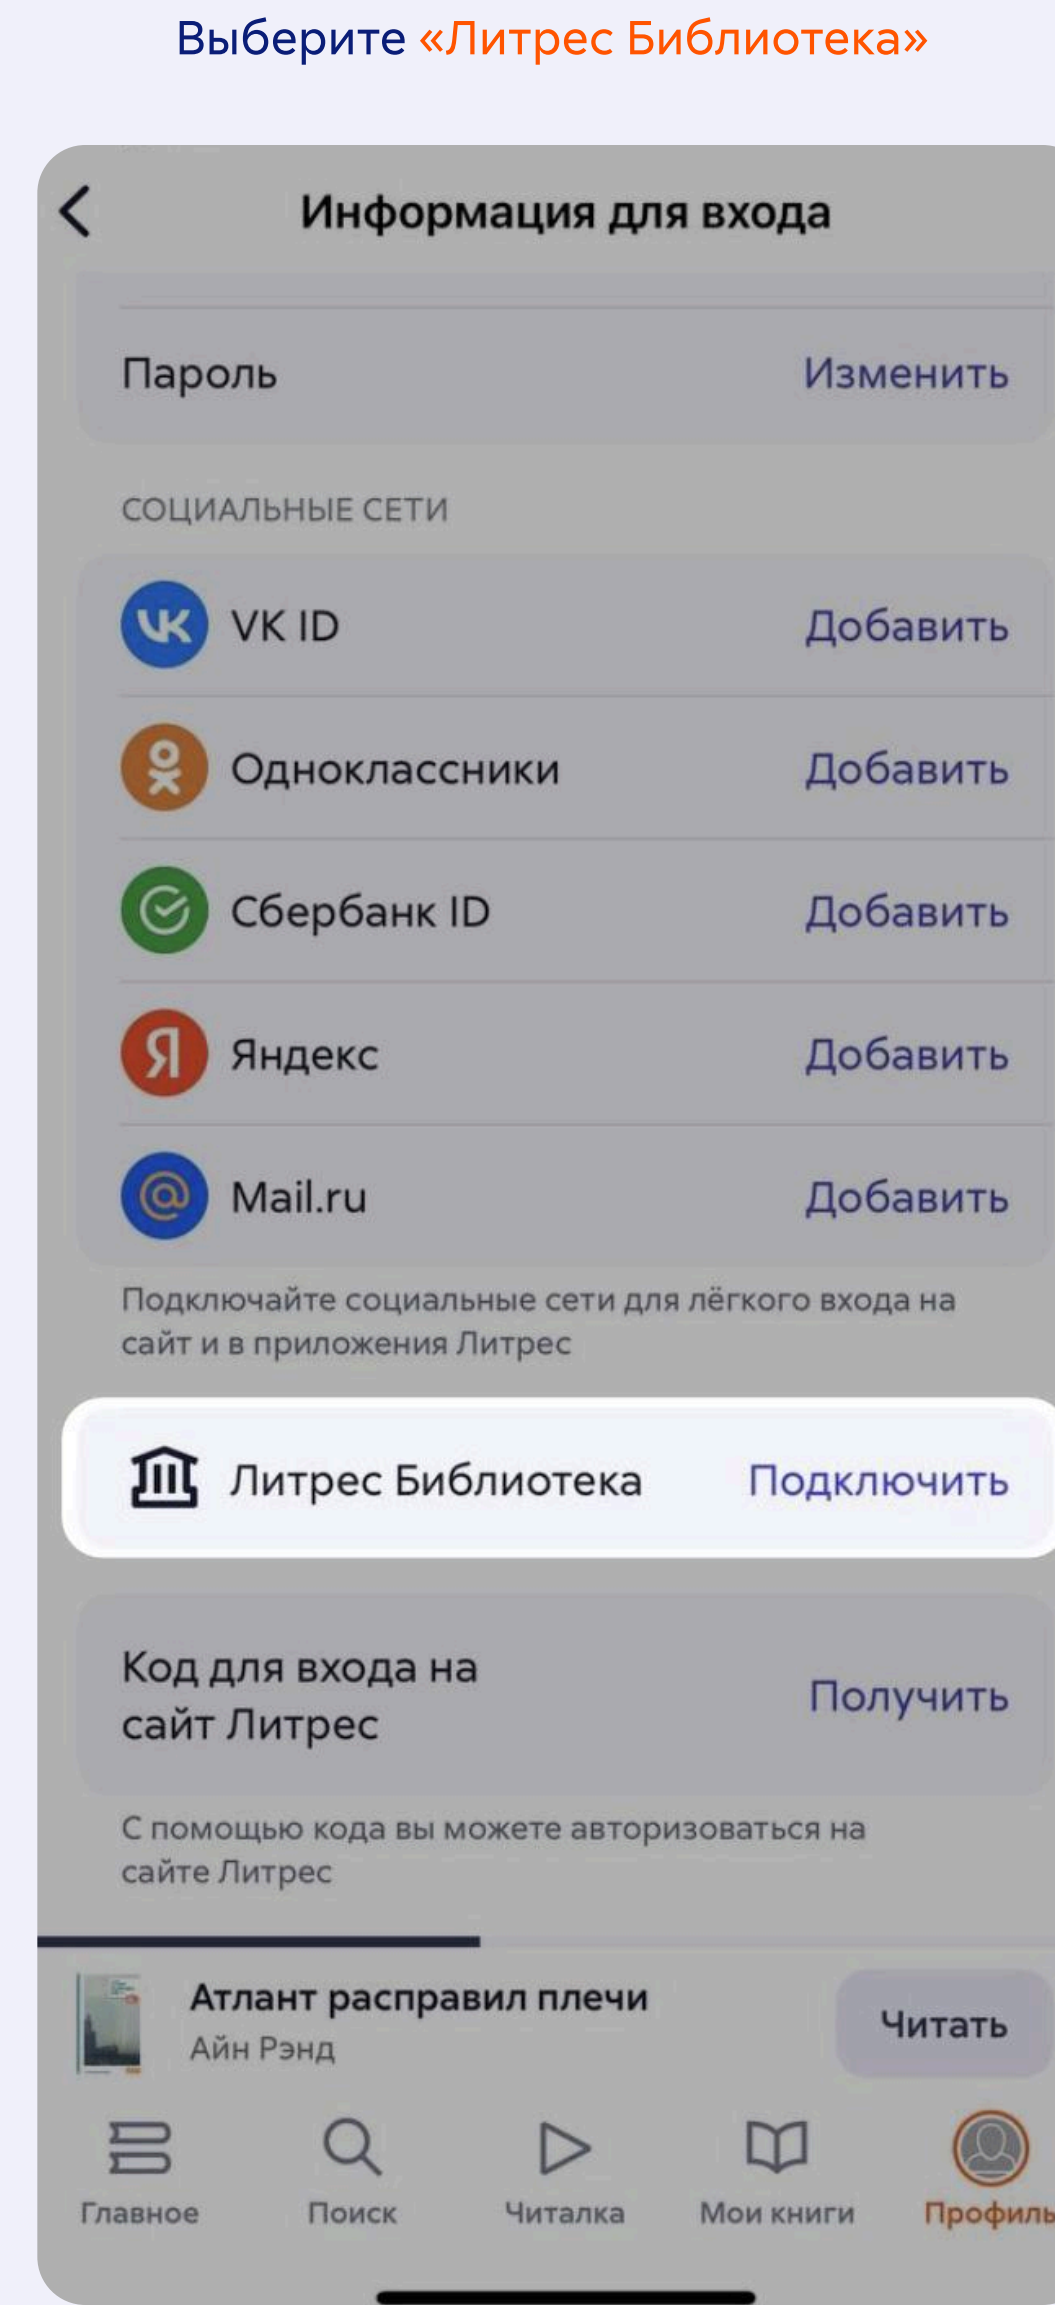 Выберите «Литрес Библиотека»
Информация для входа
Пароль Изменить
СОЦИАЛЬНЫЕ СЕТИ
VK ID Добавить
Одноклассники Добавить
Сбербанк ID Добавить
Яндекс Добавить
Mail.ru Добавить
Подключайте социальные сети для лёгкого входа на
сайт и в приложения Литрес
Литрес Библиотека Подключить
Код для входа на
сайт Литрес
Получить
С помощью кода вы можете авторизоваться на
сайте Литрес
Атлант расправил плечи
Айн Рэнд
Читать
Главное Поиск Читалка Мои книги Профиль